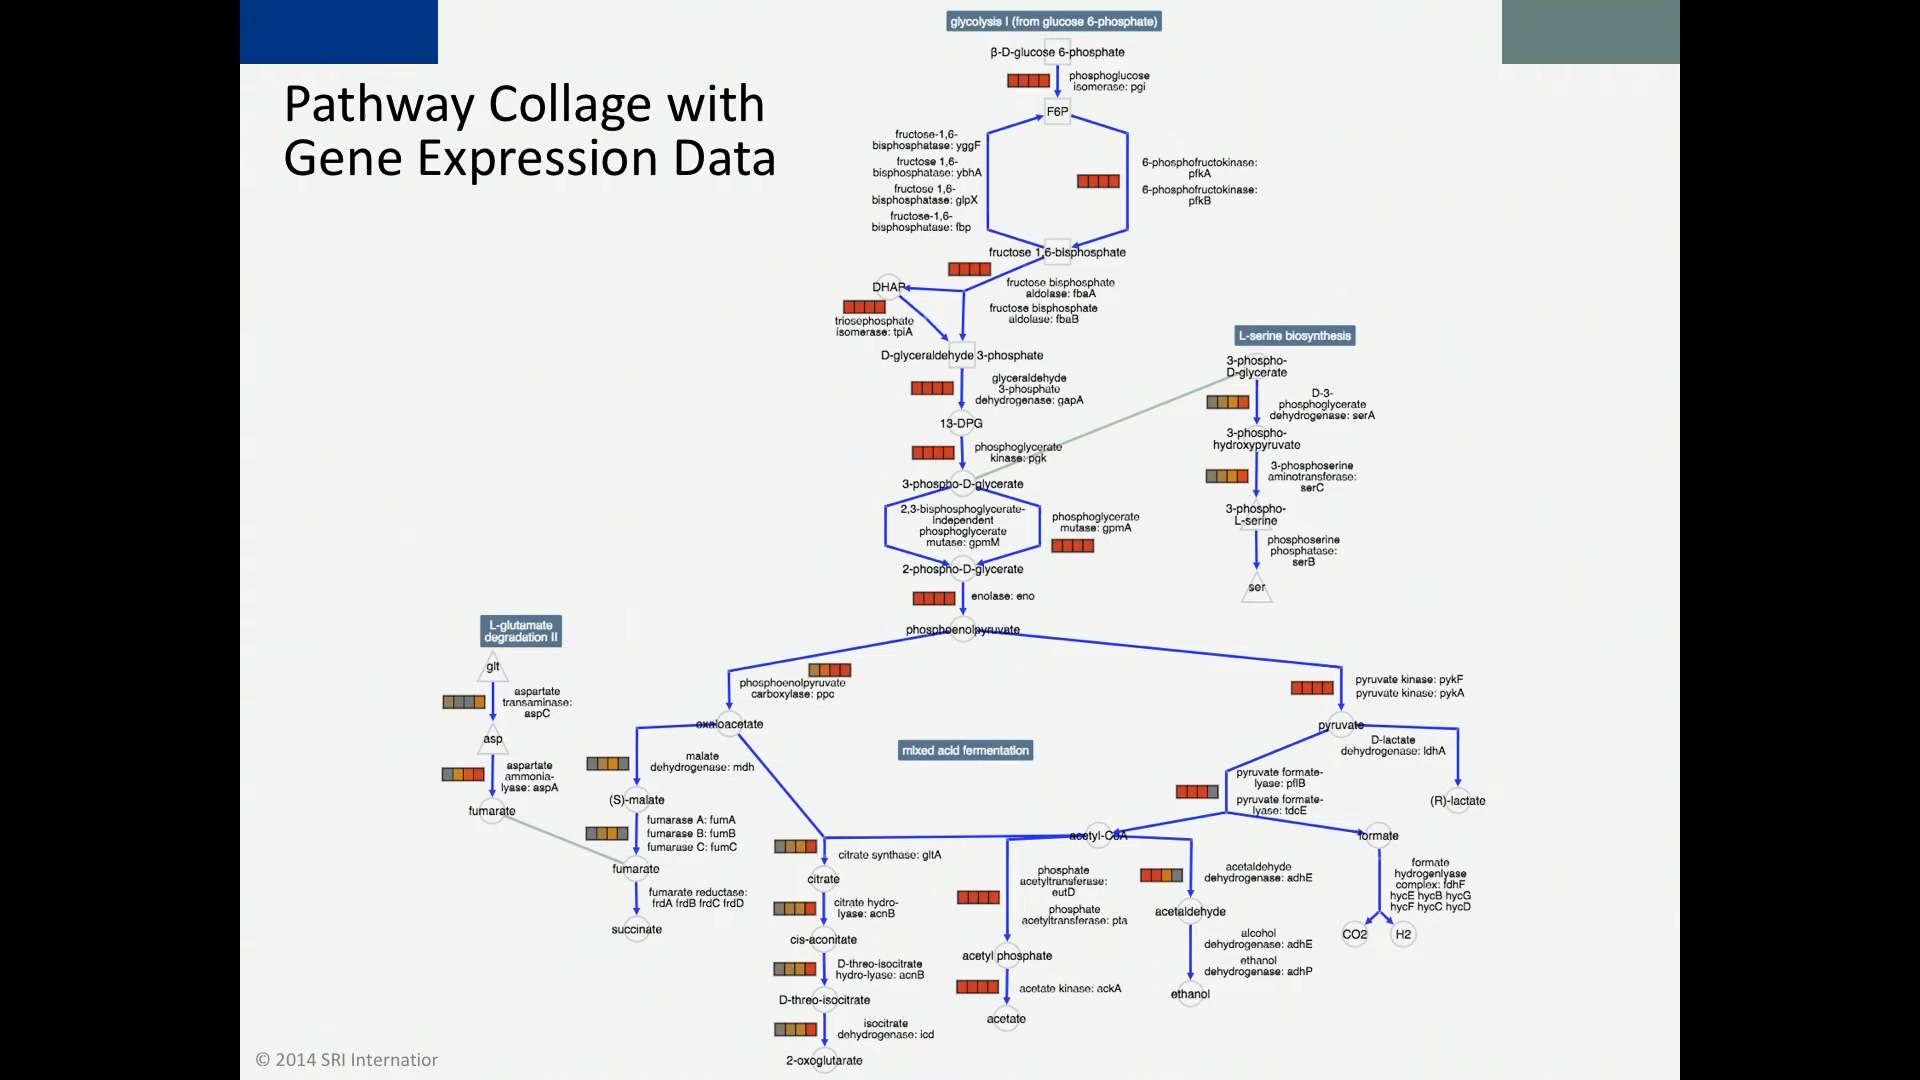 Pathway Collage with
Gene Expression Data
glycolysis I (from glucose 6-phosphate)
β-D-glucose 6-phosphate
phosphoglucose
isomerase: pgi
F6P
fructose-1,6-
bisphosphatase: yggF
fructose 1,6-
bisphosphatase: ybhA
fructose 1,6-
bisphosphatase: glpX
fructose-1,6-
bisphosphatase: fbp
6-phosphofructokinase:
pfkA
6-phosphofructokinase:
pfkB
fructose 1,6-bisphosphate
fructose bisphosphate
aldolase: fbaA
fructose bisphosphate
aldolase: fbaB
DHAP
triosephosphate
isomerase: tpiA
D-glyceraldehyde 3-phosphate
glyceraldehyde
3-phosphate
dehydrogenase: gapA
13-DPG
phosphoglycerate
kinase: pgk
3-phospho-D-glycerate
2,3-bisphosphoglycerate-
independent
phosphoglycerate
mutase: gpmM
phosphoglycerate
mutase: gpmA
2-phospho-D-glycerate
enolase: eno
phosphoenolpyruvate
L-serine biosynthesis
3-phospho-
D-glycerate
D-3-
phosphoglycerate
dehydrogenase: serA
3-phospho-
hydroxypyruvate
3-phosphoserine
aminotransferase:
serC
3-phospho-
L-serine
phosphoserine
phosphatase:
serB
ser
L-glutamate
degradation II
glt
aspartate
transaminase:
aspC
asp
aspartate
ammonia-
lyase: aspA
fumarate
phosphoenolpyruvate
carboxylase: ppc
oxaloacetate
mixed acid fermentation
malate
dehydrogenase: mdh
(S)-malate
fumarase A: fumA
fumarase B: fumB
fumarase C: fumC
fumarate
fumarate reductase:
frdA frdB frdC frdD
succinate
citrate synthase: gltA
citrate
citrate hydro-
lyase: acnB
cis-aconitate
D-threo-isocitrate
hydro-lyase: acnB
D-threo-isocitrate
isocitrate
dehydrogenase: icd
2-oxoglutarate
pyruvate kinase: pykF
pyruvate kinase: pykA
pyruvate
D-lactate
dehydrogenase: ldhA
(R)-lactate
pyruvate formate-
lyase: pflB
pyruvate formate-
lyase: tdcE
acetyl-CoA
formate
phosphate
acetyltransferase:
eutD
phosphate
acetyltransferase: pta
acetyl phosphate
acetate kinase: ackA
acetate
acetaldehyde
dehydrogenase: adhE
acetaldehyde
alcohol
dehydrogenase: adhE
ethanol
dehydrogenase: adhP
ethanol
formate
hydrogenlyase
complex: fdhF
hycE hycB hycG
hycF hycC hycD
CO2
H2
© 2014 SRI Internatior